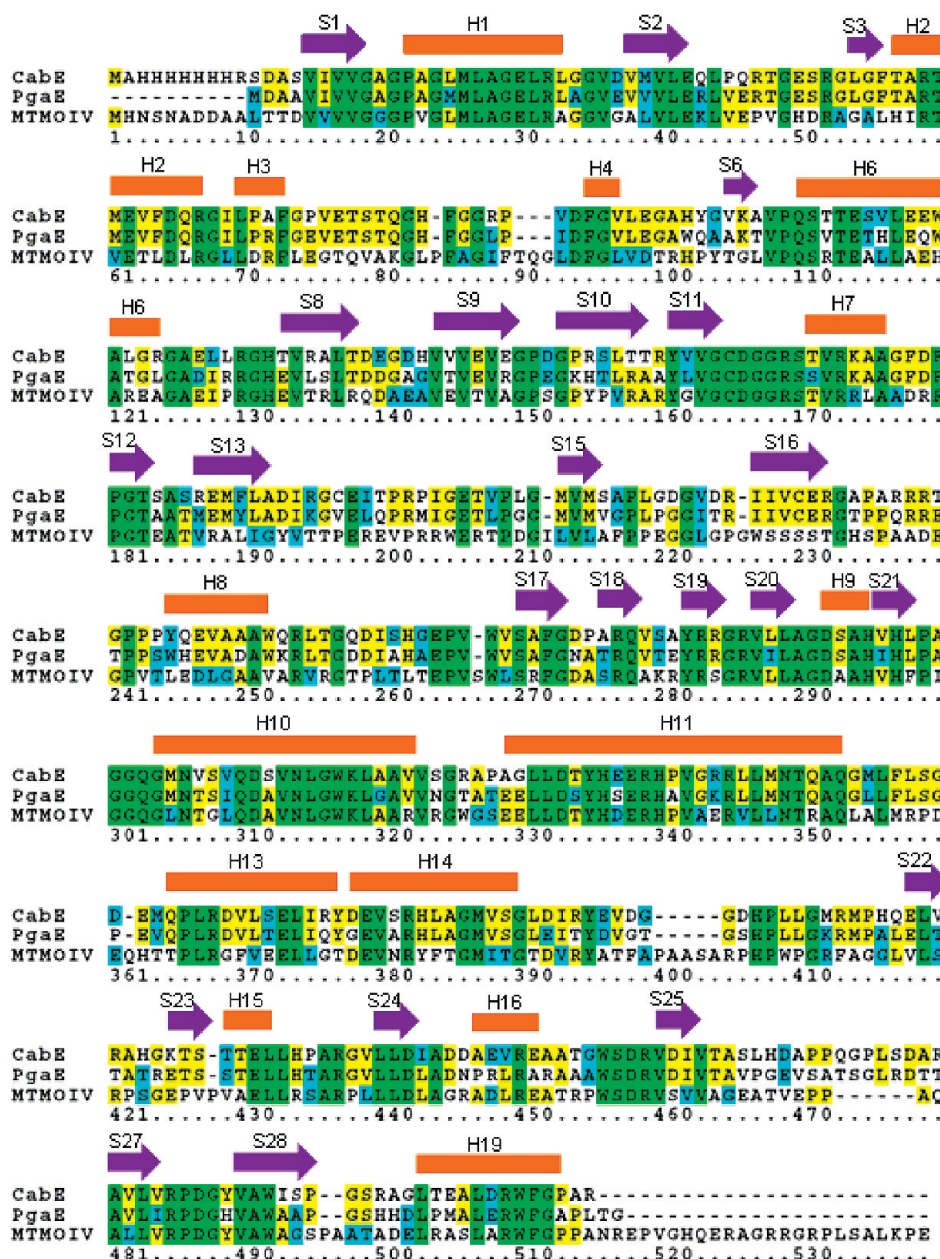 S1 H1 S2 S3 H2
CabE MAHHHHHHHRSDASVIVVGAGPAGLMLAGELRLGGVDVMVLEQLPQRTGESRGLGFTART
PgaE ----------MDAAVIVVGAGPAGMMLAGELRLAGVEVVVLERLVERTGESRGLGFTART
MTMOIV MHNSNADDAALTTDVVVVGGGPVGLMLAGELRAGGVGALVLEKLVEPVGHDRAGALHIRT
1.......10........20........30........40........50........
H2 H3 H4 S6 H6
CabE MEVFDQRGILPAFGPVETSTQGH-FGGRP---VDFGVLEGAHYGVKAVPQSTTESVLEEW
PgaE MEVFDQRGILPRFGEVETSTQGH-FGGLP---IDFGVLEGAWQAAKTVPQSVTETHLEQW
MTMOIV VETLDLRGLLDRFLEGTQVAKGLPFAGIFTQGLDFGLVDTRHPYTGLVPQSRTEALLAEH
61......70........80........90.......100.......110........
H6 S8 S9 S10 S11 H7
CabE ALGRGAELLRGHTVRALTDEGDHVVVEVEGPDGPRSLTTRYVVGCDGGRSTVRKAAGFDF
PgaE ATGLGADIRRGHEVLSLTDDGAGVTVEVRGPEGKHTLRAAYLVGCDGGRSSVRKAAGFDF
MTMOIV AREAGAEIPRGHEVTRLRQDAEAVEVTVAGPSGPYPVRARYGVGCDGGRSTVRRLAADRF
121.....130.......140.......150.......160.......170........
S12 S13 S15 S16
CabE PGTSASREMFLADIRGCEITPRPIGETVPLG-MVMSAPLGDGVDR-IIVCERGAPARRRT
PgaE PGTAATMEMYLADIKGVELQPRMIGETLPGG-MVMVGPLPGGITR-IIVCERGTPPQRRE
MTMOIV PGTEATVRALIGYVTTPEREVPRRWERTPDGILVLAFPPEGGLGPGWSSSSTGHSPAADE
181.....190.......200.......210.......220.......230........
H8 S17 S18 S19 S20 H9 S21
CabE GPPPYQEVAAAWQRLTGQDISHGEPV-WVSAFGDPARQVSAYRRGRVLLAGDSAHVHLPA
PgaE TPPSWHEVADAWKRLTGDDIAHAEPV-WVSAFGNATRQVTEYRRGRVILAGDSAHIHLPA
MTMOIV GPVTLEDLGAAVARVRGTPLTLTEPVSWLSRFGDASRQAKRYRSGRVLLAGDAAHVHFPI
241.....250.......260.......270.......280.......290........
H10 H11
CabE GGQGMNVSVQDSVNLGWKLAAVVSGRAPAGLLDTYHEERHPVGRRLLMNTQAQGMLFLSG
PgaE GGQGMNTSIQDAVNLGWKLGAVVNGTATEELLDSYHSERHAVGKRLLMNTQAQGLLFLSG
MTMOIV GGQGLNTGLQDAVNLGWKLAARVRGWGSEELLDTYHDERHPVAERVLLNTRAQLALMRPD
301.....310.......320.......330.......340.......350........
H13 H14 S22
CabE D-EMQPLRDVLSELIRYDEVSRHLAGMVSGLDIRYEVDG-----GDHPLLGMRMPHQELV
PgaE P-EVQPLRDVLTELIQYGEVARHLAGMVSGLEITYDVGT-----GSHPLLGKRMPALELT
MTMOIV EQHTTPLRGFVEELLGTDEVNRYFTGMITGTDVRYATFAPAASARPHPWPGRFAGGLVLS
361.....370.......380.......390.......400.......410........
S23 H15 S24 H16 S25
CabE RAHGKTS-TTELLHPARGVLLDIADDAEVREAATGWSDRVDIVTASLHDAPPQGPLSDAR
PgaE TATRETS-STELLHTARGVLLDLADNPRLRARAAAWSDRVDIVTAVPGEVSATSGLRDTT
MTMOIV RPSGEPVPVAELLRSARPLLLDLAGRADLREATRPWSDRVSVVAGEATVEPP------AQ
421.....430.......440.......450.......460.......470........
S27 S28 H19
CabE AVLVRPDGYVAWISP--GSRAGLTEALDRWFGPAR-------------------------
PgaE AVLIRPDGHVAWAAP--GSHHDLPMALERWFGAPLTG-----------------------
MTMOIV ALLVRPDGYVAWAGSPAATADELRASLARWFGPPANREPVGHQERAGRRGRPLSALKPE
481.....490.......500.......510.......520.......530.......